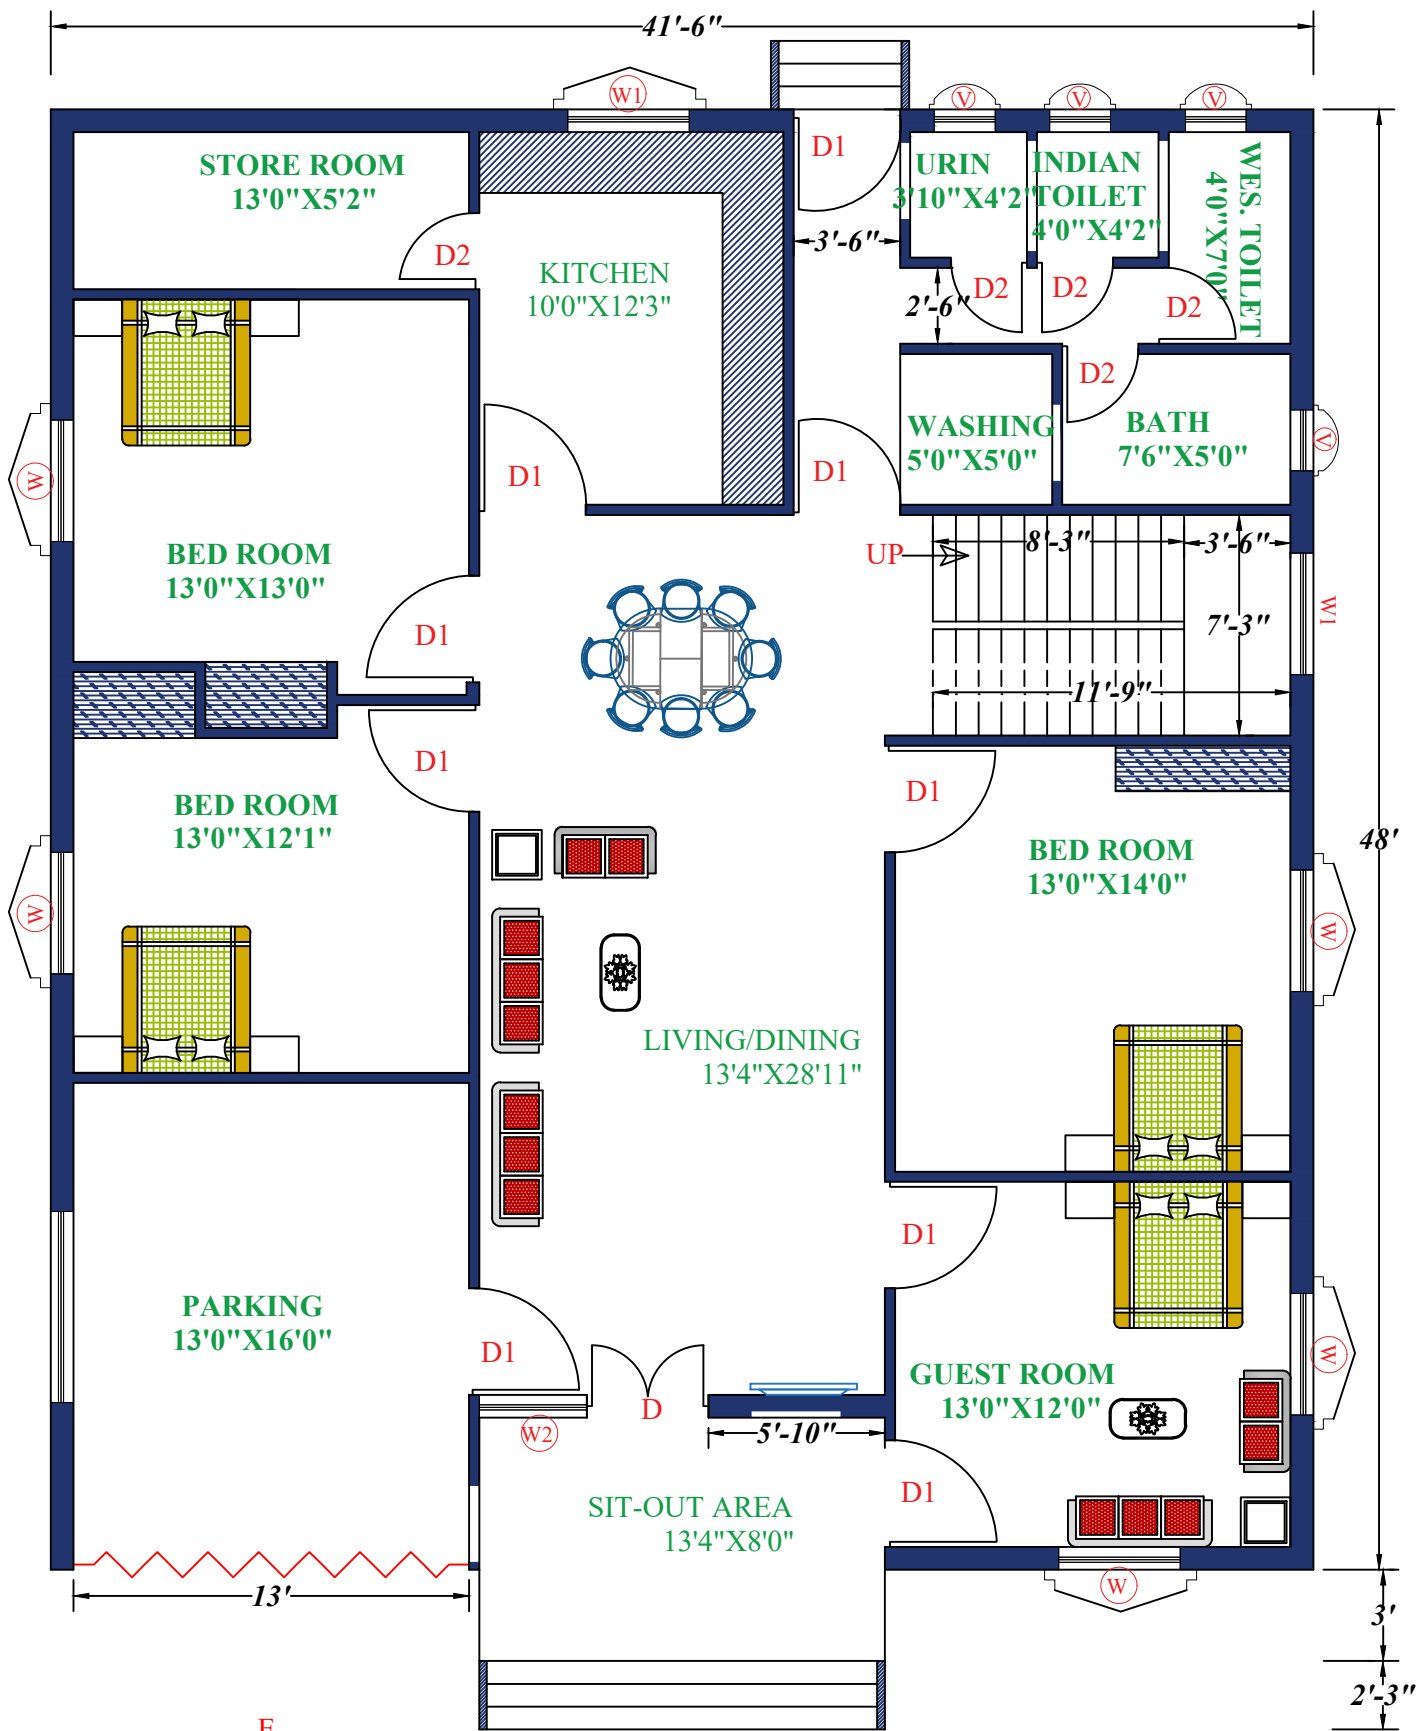 41'-6"
W1
V
V
V
STORE ROOM
13'0"X5'2"
D1
URIN
3'10"X4'2"
INDIAN
TOILET
4'0"X4'2"
WES. TOILET
4'0"X7'0"
3'-6"
D2
KITCHEN
10'0"X12'3"
2'-6"
D2
D2
D2
D2
WASHING
5'0"X5'0"
BATH
7'6"X5'0"
V
W
D1
D1
BED ROOM
13'0"X13'0"
UP
8'-3"
3'-6"
W1
7'-3"
D1
11'-9"
D1
D1
BED ROOM
13'0"X12'1"
48'
BED ROOM
13'0"X14'0"
W
W
LIVING/DINING
13'4"X28'11"
D1
PARKING
13'0"X16'0"
D1
W
GUEST ROOM
13'0"X12'0"
D
W2
5'-10"
D1
SIT-OUT AREA
13'4"X8'0"
W
13'
3'
2'-3"